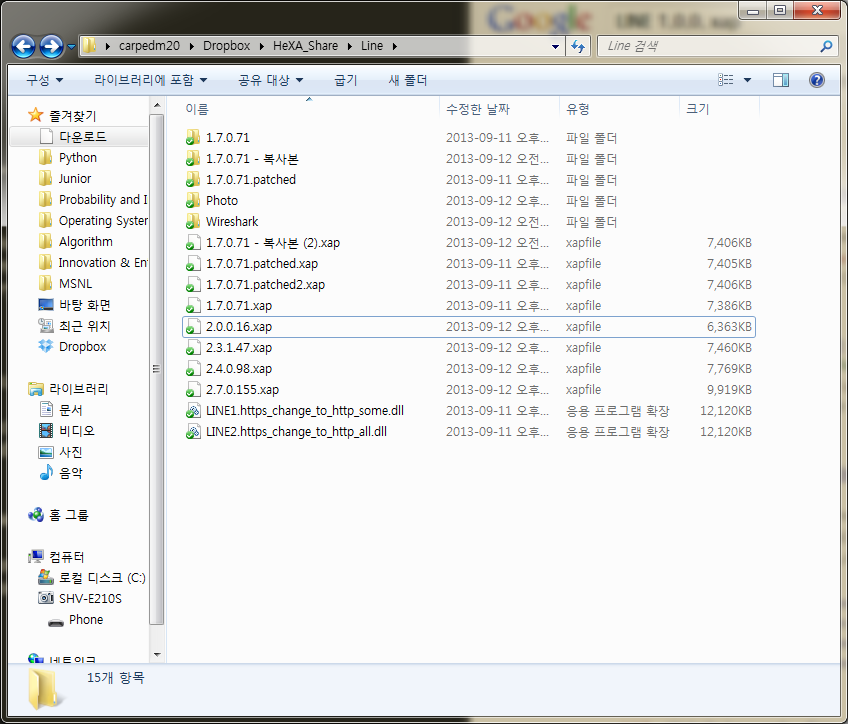 Google LINE 1.0.0. xap
carpedm20 Dropbox HeXA_Share Line
Line 검색
구성 라이브러리에 포함 공유 대상 굽기 새 폴더
즐겨찾기
다운로드
Python
Junior
Probability and I
Operating System
Algorithm
Innovation & Ent
MSNL
바탕 화면
최근 위치
Dropbox
라이브러리
문서
비디오
사진
음악
홈 그룹
컴퓨터
로컬 디스크 (C:)
SHV-E210S
Phone
네트워크
이름 수정한 날짜 유형 크기
1.7.0.71 2013-09-11 오후... 파일 폴더
1.7.0.71 - 복사본 2013-09-12 오전... 파일 폴더
1.7.0.71.patched 2013-09-11 오후... 파일 폴더
Photo 2013-09-12 오후... 파일 폴더
Wireshark 2013-09-12 오전... 파일 폴더
1.7.0.71 - 복사본 (2).xap 2013-09-12 오전... xapfile 7,406KB
1.7.0.71.patched.xap 2013-09-11 오후... xapfile 7,405KB
1.7.0.71.patched2.xap 2013-09-11 오후... xapfile 7,406KB
1.7.0.71.xap 2013-09-11 오후... xapfile 7,386KB
2.0.0.16.xap 2013-09-12 오후... xapfile 6,363KB
2.3.1.47.xap 2013-09-12 오후... xapfile 7,460KB
2.4.0.98.xap 2013-09-12 오후... xapfile 7,769KB
2.7.0.155.xap 2013-09-12 오후... xapfile 9,919KB
LINE1.https_change_to_http_some.dll 2013-09-11 오후... 응용 프로그램 확장 12,120KB
LINE2.https_change_to_http_all.dll 2013-09-11 오후... 응용 프로그램 확장 12,120KB
15개 항목